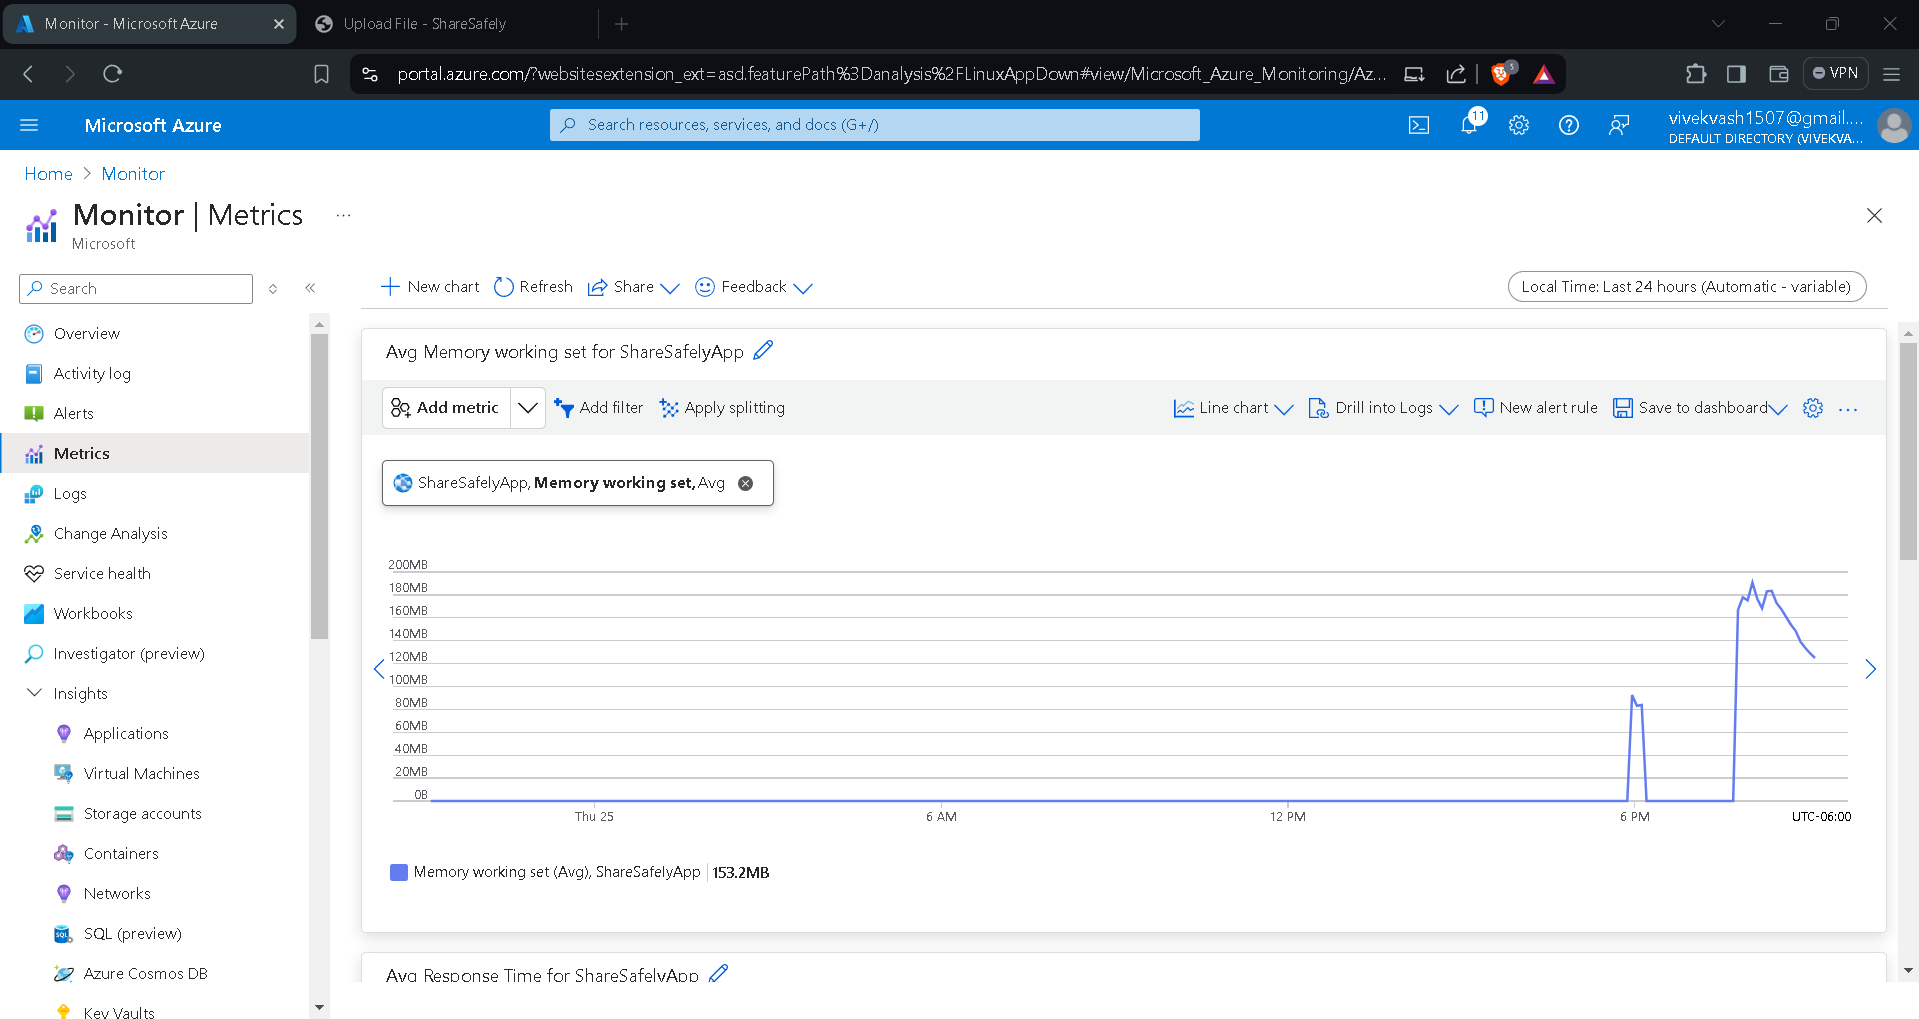 Monitor - Microsoft Azure
Upload File - ShareSafely
portal.azure.com/?websitesextension_ext=asd.featurePath%3Danalysis%2FLinuxAppDown#view/Microsoft_Azure_Monitoring/Az...
5
VPN
Microsoft Azure
Search resources, services, and docs (G+/)
11
vivekvash1507@gmail....
DEFAULT DIRECTORY (VIVEKVA...
Home > Monitor
Monitor | Metrics
...
Microsoft
Search
Overview
Activity log
Alerts
Metrics
Logs
Change Analysis
Service health
Workbooks
Investigator (preview)
Insights
Applications
Virtual Machines
Storage accounts
Containers
Networks
SQL (preview)
Azure Cosmos DB
Key Vaults
New chart Refresh Share Feedback
Local Time: Last 24 hours (Automatic - variable)
Avg Memory working set for ShareSafelyApp
Add metric Add filter Apply splitting Line chart Drill into Logs New alert rule Save to dashboard ...
ShareSafelyApp, Memory working set, Avg
200MB
180MB
160MB
140MB
120MB
100MB
80MB
60MB
40MB
20MB
0B
Thu 25 6 AM 12 PM 6 PM UTC-06:00
Memory working set (Avg), ShareSafelyApp | 153.2MB
Avg Response Time for ShareSafelyApp